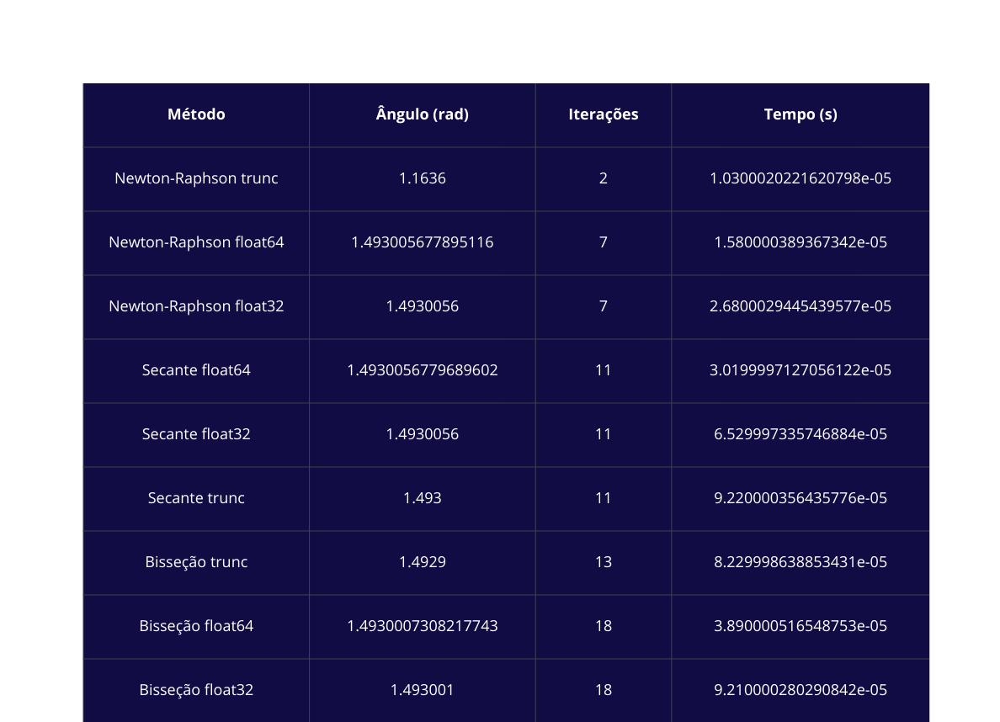 Método Ângulo (rad) Iterações Tempo (s)
Newton-Raphson trunc 1.1636 2 1.0300020221620798e-05
Newton-Raphson float64 1.493005677895116 7 1.580000389367342e-05
Newton-Raphson float32 1.4930056 7 2.6800029445439577e-05
Secante float64 1.4930056779689602 11 3.0199997127056122e-05
Secante float32 1.4930056 11 6.529997335746884e-05
Secante trunc 1.493 11 9.220000356435776e-05
Bisseção trunc 1.4929 13 8.229998638853431e-05
Bisseção float64 1.4930007308217743 18 3.890000516548753e-05
Bisseção float32 1.493001 18 9.210000280290842e-05